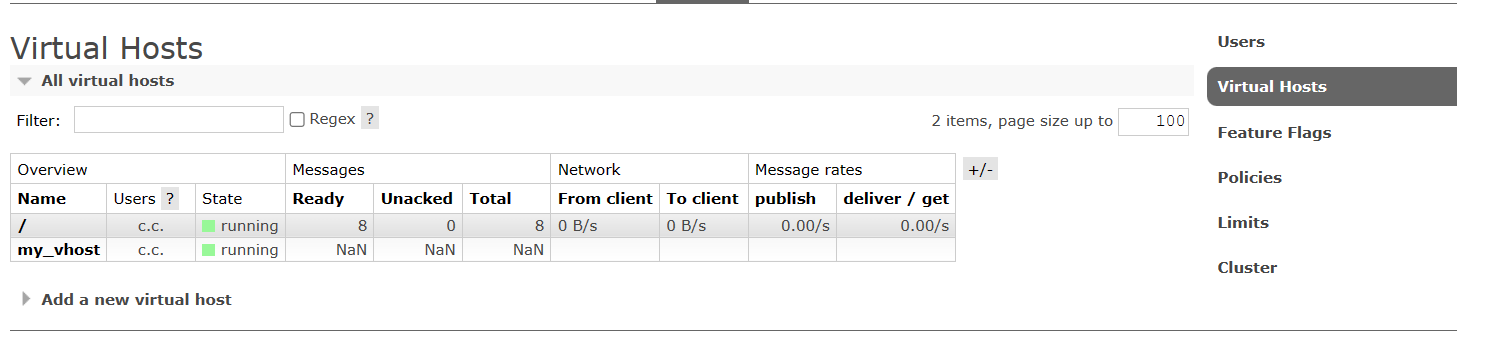 Virtual Hosts
All virtual hosts
Filter: Regex ? 2 items, page size up to 100
Overview Messages Network Message rates +/-
Name Users ? State Ready Unacked Total From client To client publish deliver / get
/ c.c. running 8 0 8 0 B/s 0 B/s 0.00/s 0.00/s
my_vhost c.c. running NaN NaN NaN
Add a new virtual host
Users
Virtual Hosts
Feature Flags
Policies
Limits
Cluster